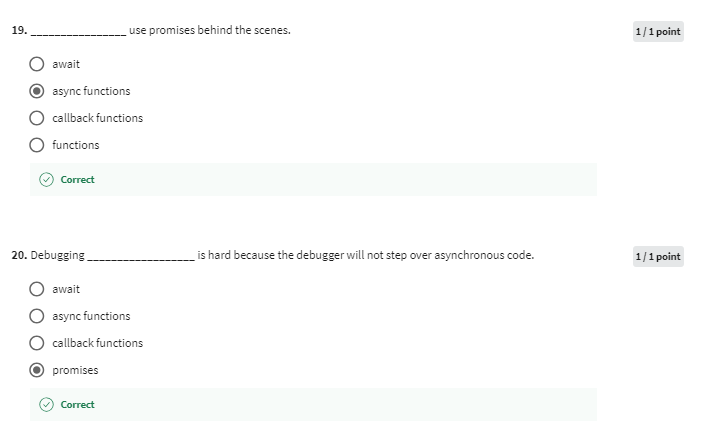 19. ________________ use promises behind the scenes.
1 / 1 point
await
async functions
callback functions
functions
Correct
20. Debugging __________________ is hard because the debugger will not step over asynchronous code.
1 / 1 point
await
async functions
callback functions
promises
Correct